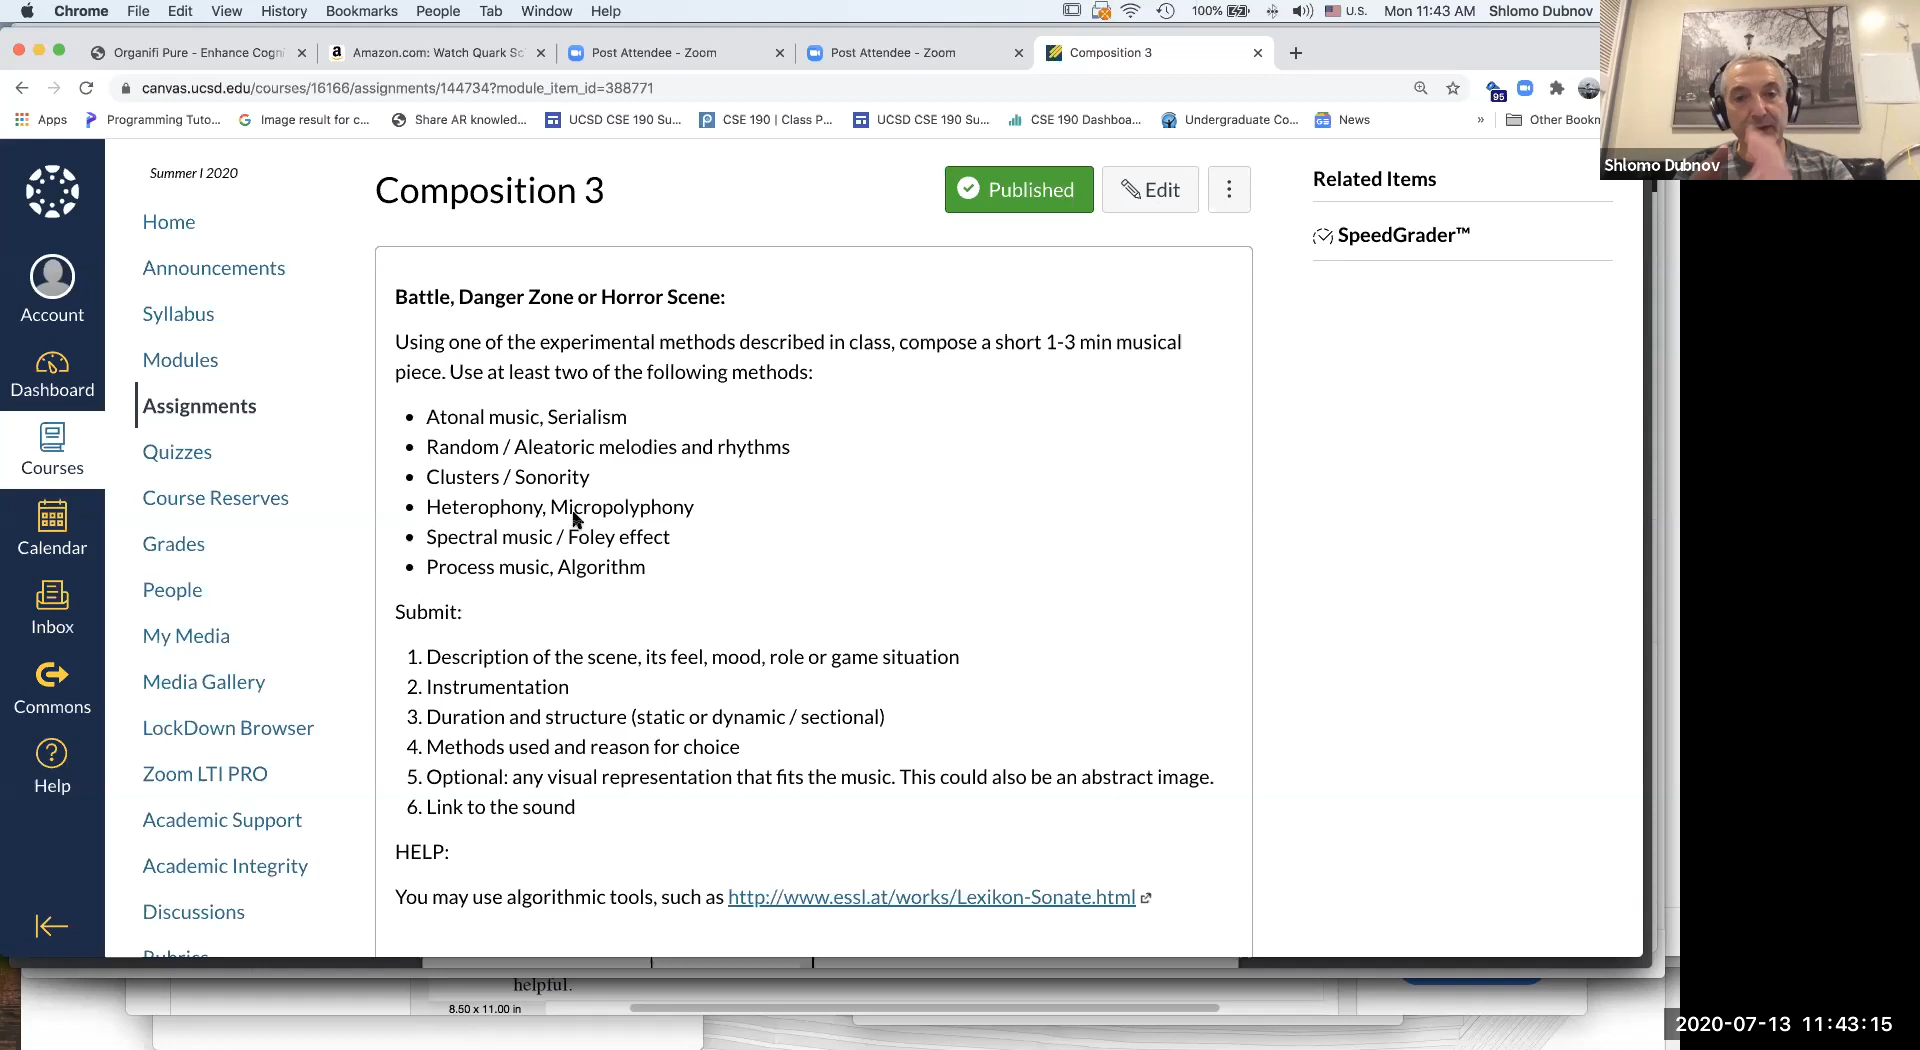 Chrome File Edit View History Bookmarks People Tab Window Help 100% U.S. Mon 11:43 AM Shlomo Dubnov
Organifi Pure - Enhance Cogni Amazon.com: Watch Quark Sc Post Attendee - Zoom Post Attendee - Zoom Composition 3
canvas.ucsd.edu/courses/16166/assignments/144734?module_item_id=388771
95
Apps Programming Tuto... Image result for c... Share AR knowled... UCSD CSE 190 Su... CSE 190 | Class P... UCSD CSE 190 Su... CSE 190 Dashboa... Undergraduate Co... News » Other Bookn
Shlomo Dubnov
Account
Dashboard
Courses
Calendar
Inbox
Commons
Help
Summer I 2020
Home
Announcements
Syllabus
Modules
Assignments
Quizzes
Course Reserves
Grades
People
My Media
Media Gallery
LockDown Browser
Zoom LTI PRO
Academic Support
Academic Integrity
Discussions
Rubrics
Composition 3
Published
Edit
Related Items
SpeedGrader™
Battle, Danger Zone or Horror Scene:
Using one of the experimental methods described in class, compose a short 1-3 min musical
piece. Use at least two of the following methods:
• Atonal music, Serialism
• Random / Aleatoric melodies and rhythms
• Clusters / Sonority
• Heterophony, Micropolyphony
• Spectral music / Foley effect
• Process music, Algorithm
Submit:
1. Description of the scene, its feel, mood, role or game situation
2. Instrumentation
3. Duration and structure (static or dynamic / sectional)
4. Methods used and reason for choice
5. Optional: any visual representation that fits the music. This could also be an abstract image.
6. Link to the sound
HELP:
You may use algorithmic tools, such as http://www.essl.at/works/Lexikon-Sonate.html
helpful.
8.50 x 11.00 in
2020-07-13 11:43:15